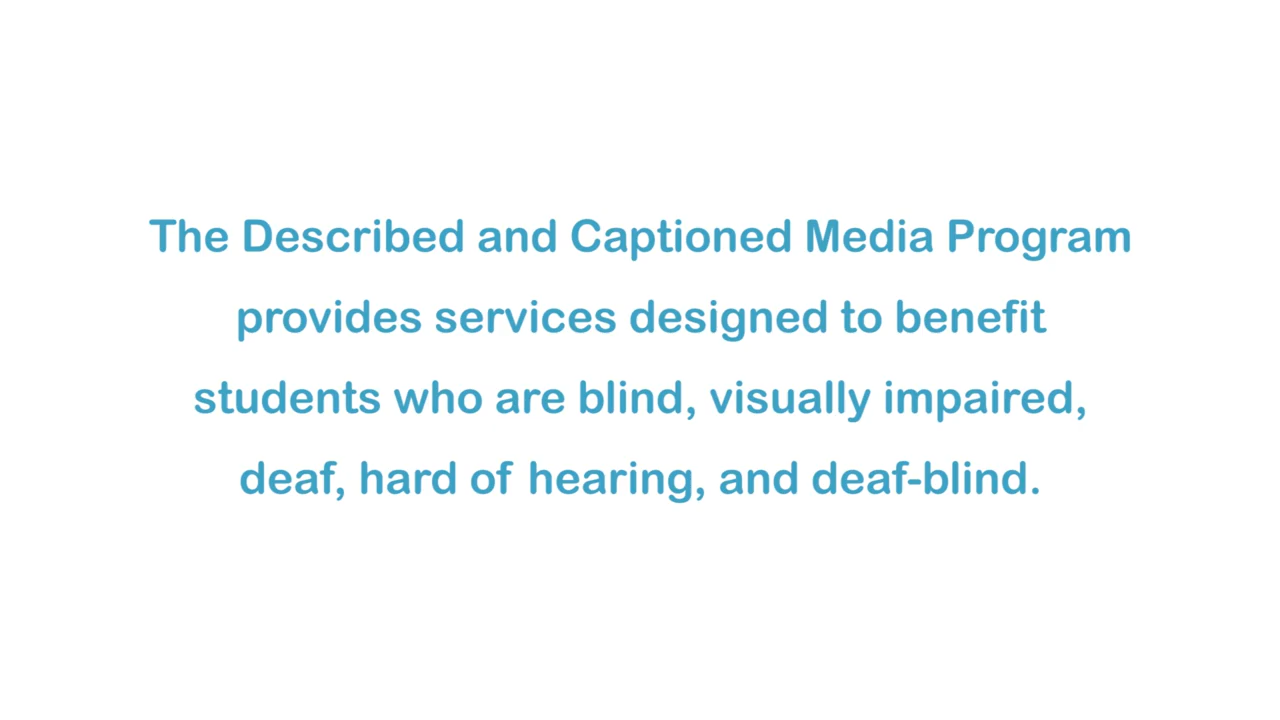 The Described and Captioned Media Program
provides services designed to benefit
students who are blind, visually impaired,
deaf, hard of hearing, and deaf-blind.